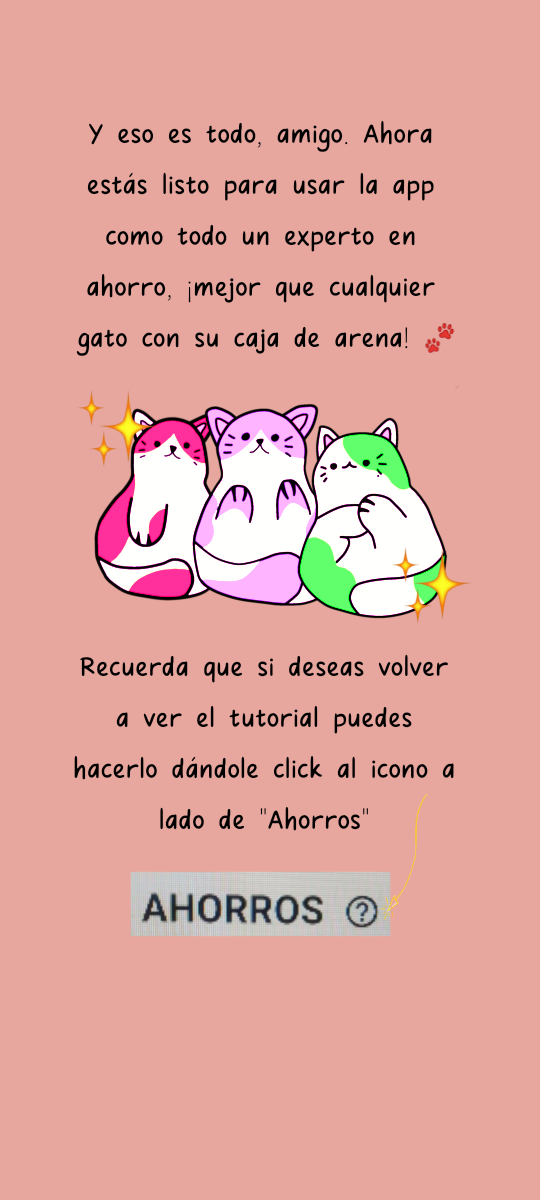 Y eso es todo, amigo. Ahora
estás listo para usar la app
como todo un experto en
ahorro, ¡mejor que cualquier
gato con su caja de arena! 🐾
Recuerda que si deseas volver
a ver el tutorial puedes
hacerlo dándole click al icono a
lado de "Ahorros"
AHORROS ?